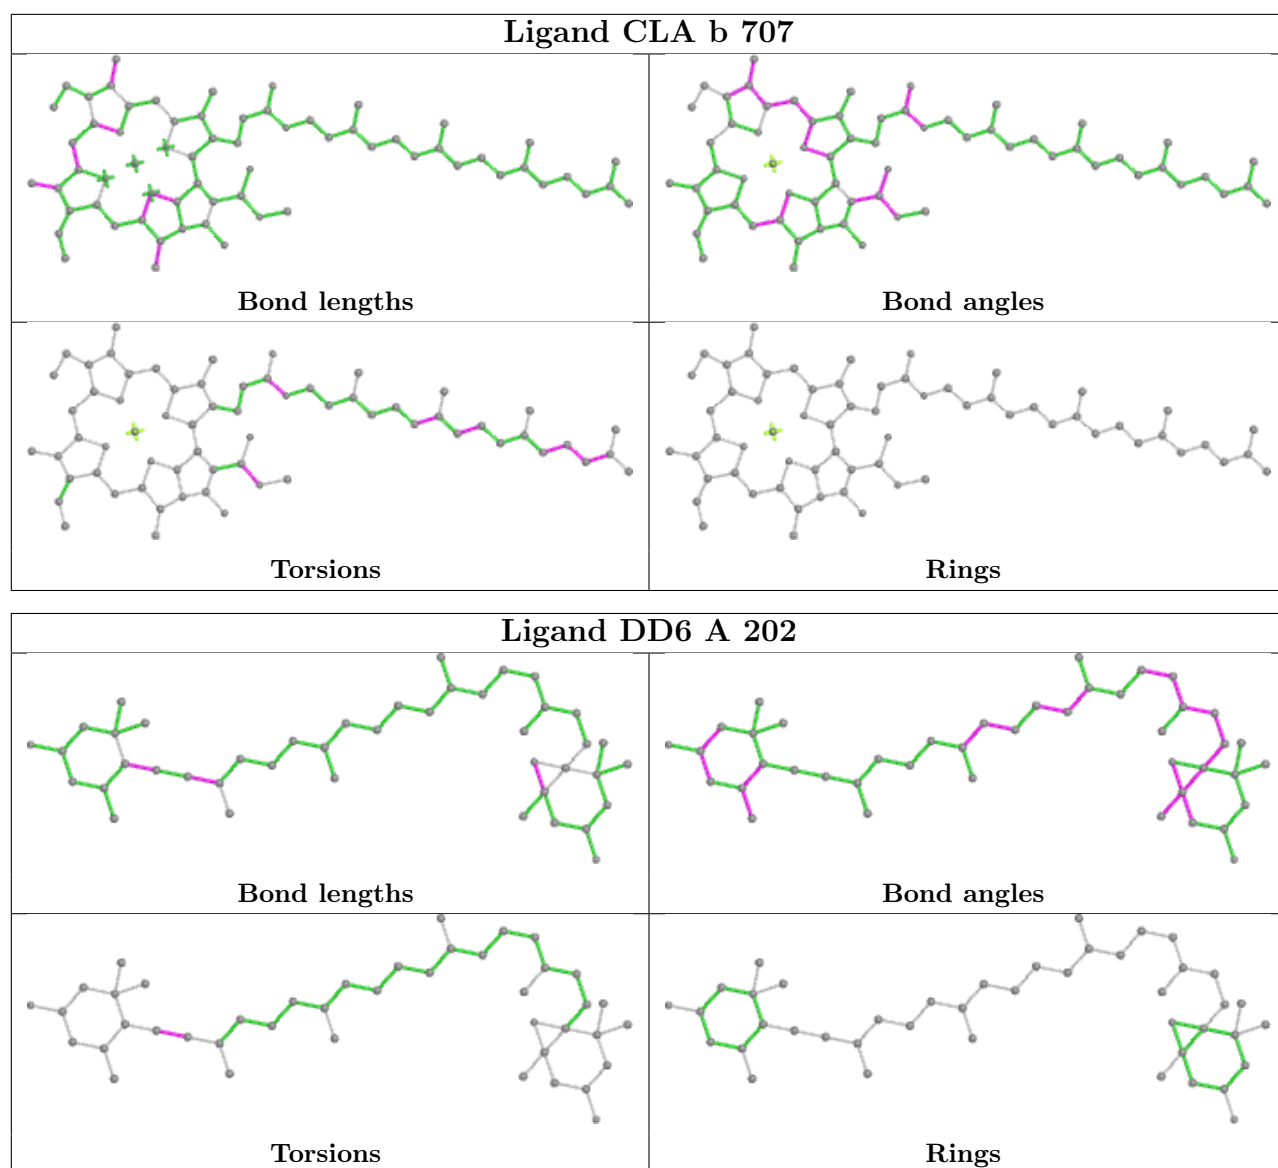 Ligand CLA b 707
Bond lengths
Bond angles
Torsions
Rings
Ligand DD6 A 202
Bond lengths
Bond angles
Torsions
Rings